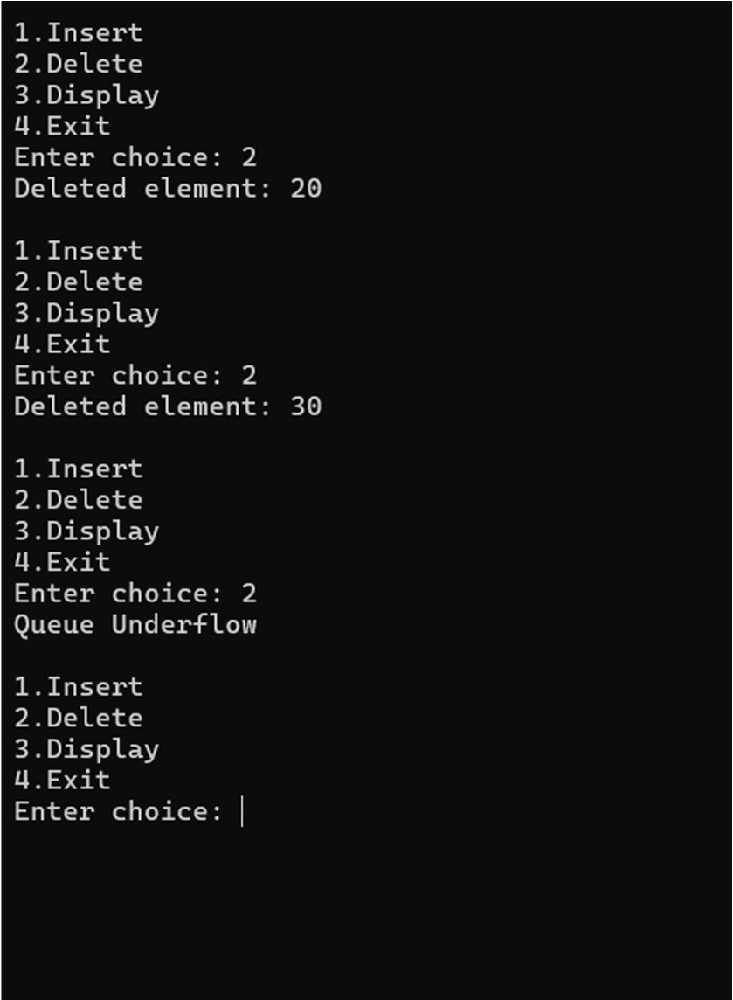 1.Insert
2.Delete
3.Display
4.Exit
Enter choice: 2
Deleted element: 20

1.Insert
2.Delete
3.Display
4.Exit
Enter choice: 2
Deleted element: 30

1.Insert
2.Delete
3.Display
4.Exit
Enter choice: 2
Queue Underflow

1.Insert
2.Delete
3.Display
4.Exit
Enter choice: